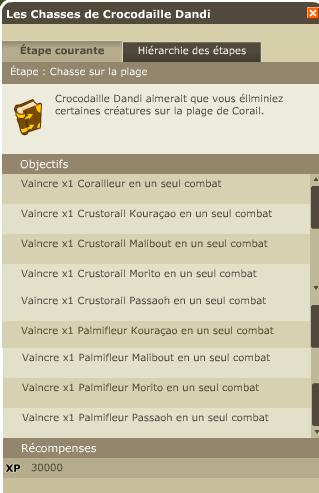 Les Chasses de Crocodaille Dandi
Étape courante
Hiérarchie des étapes
Étape : Chasse sur la plage
Crocodaille Dandi aimerait que vous éliminiez
certaines créatures sur la plage de Corail.
Objectifs
Vaincre x1 Corailleur en un seul combat
Vaincre x1 Crustorail Kouraçao en un seul combat
Vaincre x1 Crustorail Malibout en un seul combat
Vaincre x1 Crustorail Morito en un seul combat
Vaincre x1 Crustorail Passaoh en un seul combat
Vaincre x1 Palmifleur Kouraçao en un seul combat
Vaincre x1 Palmifleur Malibout en un seul combat
Vaincre x1 Palmifleur Morito en un seul combat
Vaincre x1 Palmifleur Passaoh en un seul combat
Récompenses
XP 30000